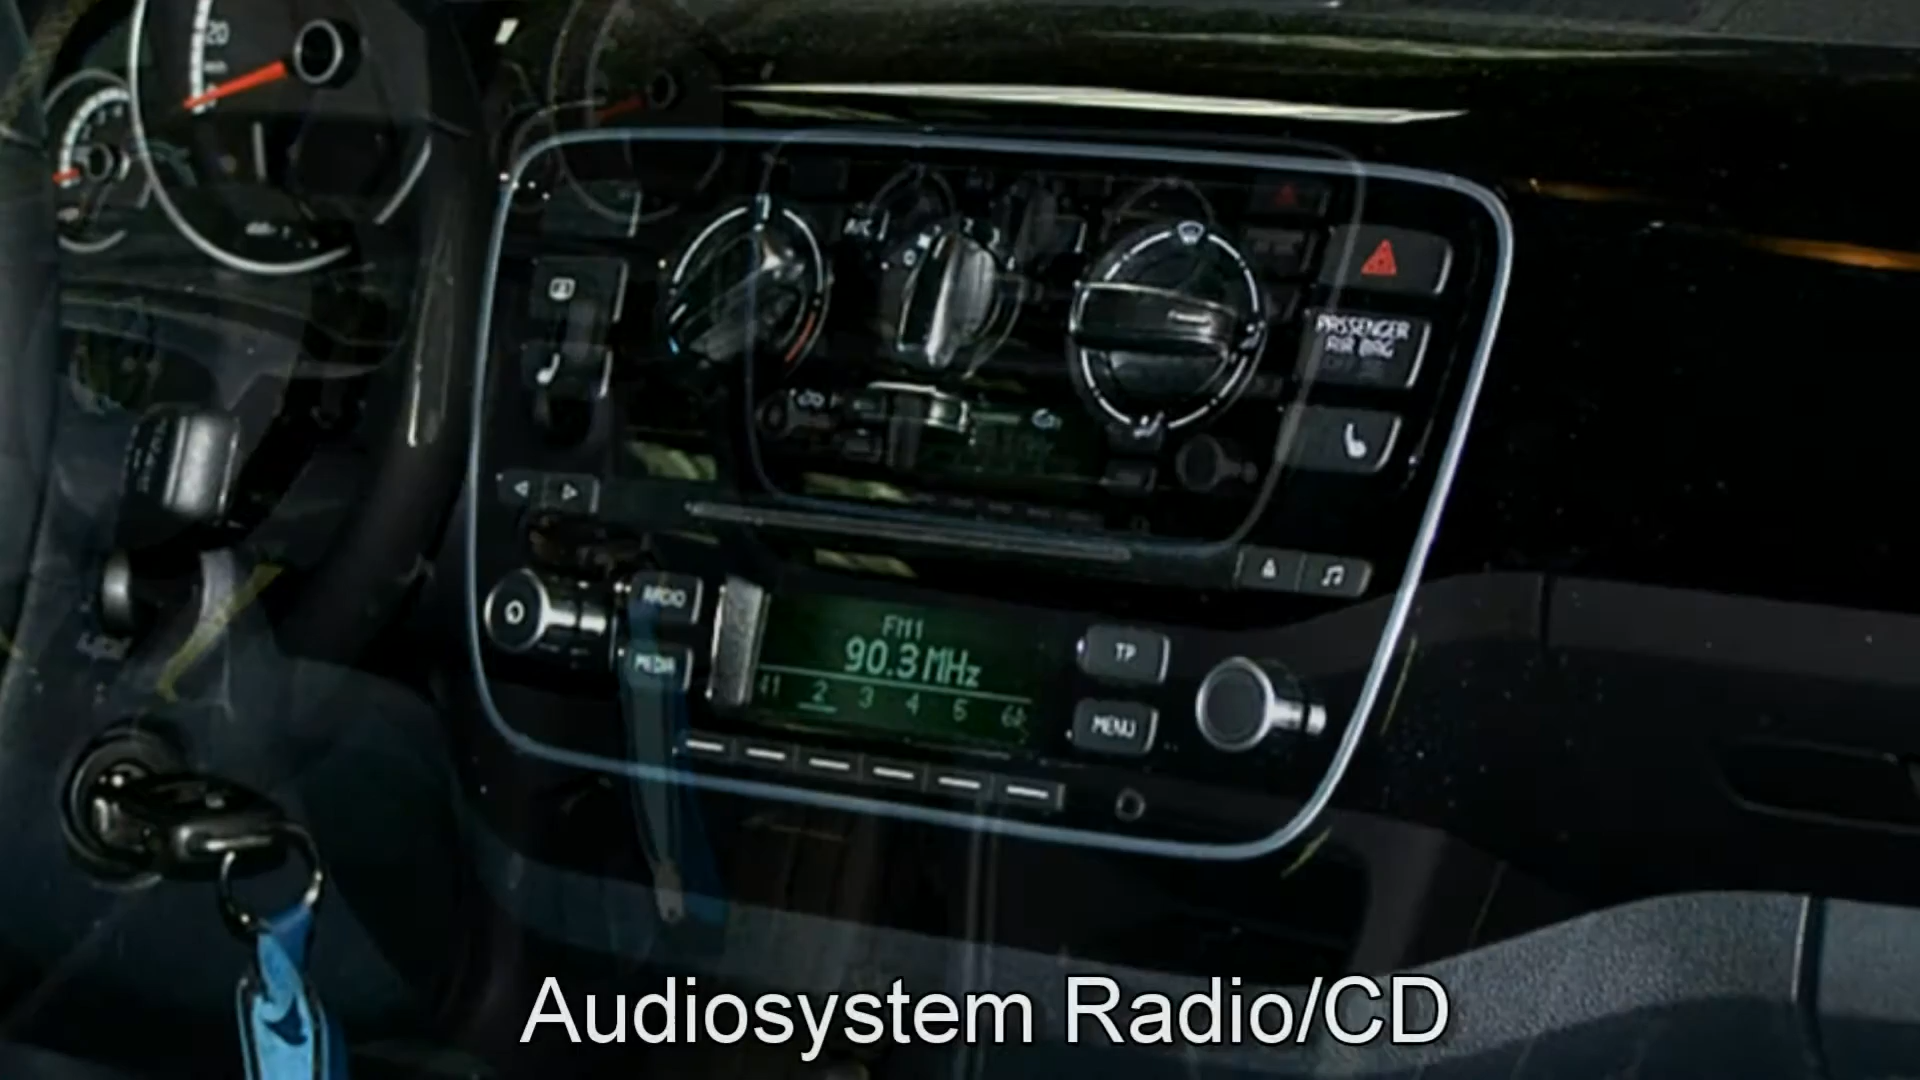 20
A/C
PASSENGER
AIR BAG
RADIO
MEDIA
FM1
90.3 MHz
1 2 3 4 5 6
TP
MENU
Audiosystem Radio/CD